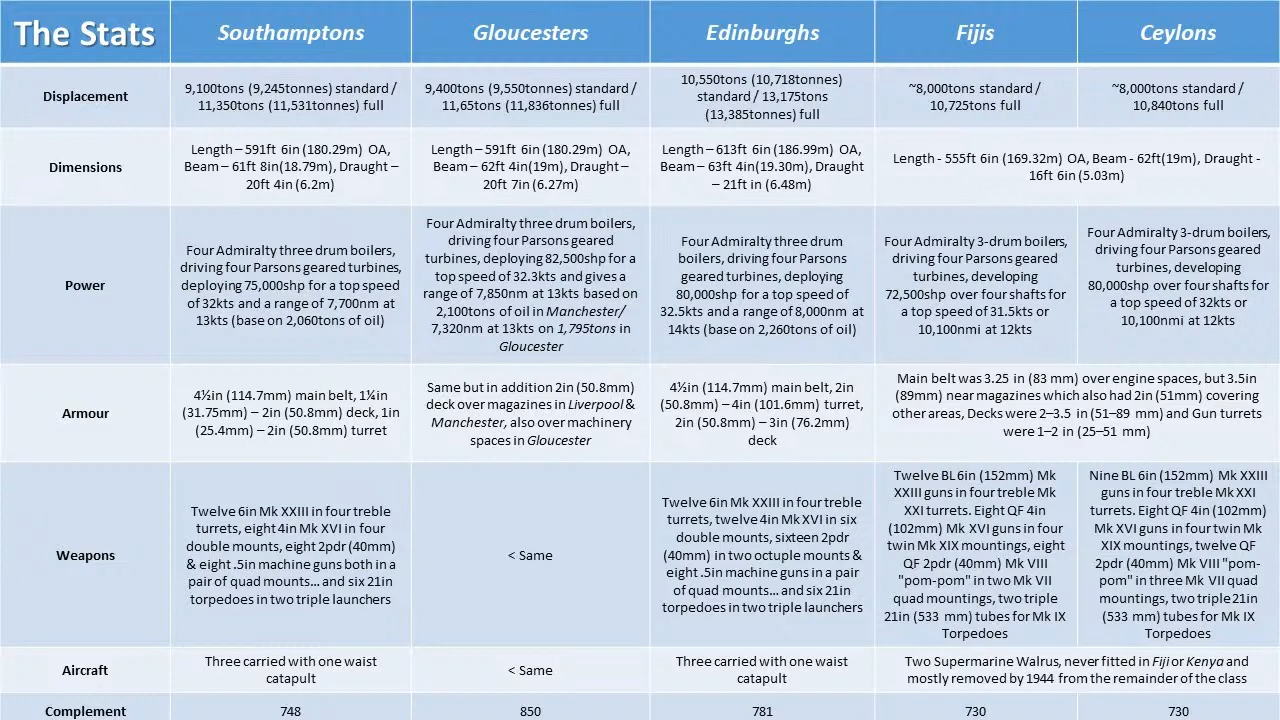 The Stats
Southamptons
Gloucesters
Edinburghs
Fijis
Ceylons
Displacement
9,100tons (9,245tonnes) standard /
11,350tons (11,531tonnes) full
9,400tons (9,550tonnes) standard /
11,65tons (11,836tonnes) full
10,550tons (10,718tonnes)
standard / 13,175tons
(13,385tonnes) full
~8,000tons standard /
10,725tons full
~8,000tons standard /
10,840tons full
Dimensions
Length – 591ft 6in (180.29m) OA,
Beam – 61ft 8in(18.79m), Draught –
20ft 4in (6.2m)
Length – 591ft 6in (180.29m) OA,
Beam – 62ft 4in(19m), Draught –
20ft 7in (6.27m)
Length – 613ft 6in (186.99m) OA,
Beam – 63ft 4in(19.30m), Draught
– 21ft in (6.48m)
Length - 555ft 6in (169.32m) OA, Beam - 62ft(19m), Draught -
16ft 6in (5.03m)
Power
Four Admiralty three drum boilers,
driving four Parsons geared turbines,
deploying 75,000shp for a top speed
of 32kts and a range of 7,700nm at
13kts (base on 2,060tons of oil)
Four Admiralty three drum boilers,
driving four Parsons geared
turbines, deploying 82,500shp for a
top speed of 32.3kts and gives a
range of 7,850nm at 13kts based on
2,100tons of oil in Manchester/
7,320nm at 13kts on 1,795tons in
Gloucester
Four Admiralty three drum
boilers, driving four Parsons
geared turbines, deploying
80,000shp for a top speed of
32.5kts and a range of 8,000nm at
14kts (base on 2,260tons of oil)
Four Admiralty 3-drum boilers,
driving four Parsons geared
turbines, developing
72,500shp over four shafts for
a top speed of 31.5kts or
10,100nmi at 12kts
Four Admiralty 3-drum boilers,
driving four Parsons geared
turbines, developing
80,000shp over four shafts for
a top speed of 32kts or
10,100nmi at 12kts
Armour
4½in (114.7mm) main belt, 1¼in
(31.75mm) – 2in (50.8mm) deck, 1in
(25.4mm) – 2in (50.8mm) turret
Same but in addition 2in (50.8mm)
deck over magazines in Liverpool &
Manchester, also over machinery
spaces in Gloucester
4½in (114.7mm) main belt, 2in
(50.8mm) – 4in (101.6mm) turret,
2in (50.8mm) – 3in (76.2mm)
deck
Main belt was 3.25 in (83 mm) over engine spaces, but 3.5in
(89mm) near magazines which also had 2in (51mm) covering
other areas, Decks were 2–3.5 in (51–89 mm) and Gun turrets
were 1–2 in (25–51 mm)
Weapons
Twelve 6in Mk XXIII in four treble
turrets, eight 4in Mk XVI in four
double mounts, eight 2pdr (40mm)
& eight .5in machine guns both in a
pair of quad mounts... and six 21in
torpedoes in two triple launchers
< Same
Twelve 6in Mk XXIII in four treble
turrets, twelve 4in Mk XVI in six
double mounts, sixteen 2pdr
(40mm) in two octuple mounts &
eight .5in machine guns in a pair
of quad mounts... and six 21in
torpedoes in two triple launchers
Twelve BL 6in (152mm) Mk
XXIII guns in four treble Mk
XXI turrets. Eight QF 4in
(102mm) Mk XVI guns in four
twin Mk XIX mountings, eight
QF 2pdr (40mm) Mk VIII
"pom-pom" in two Mk VII
quad mountings, two triple
21in (533 mm) tubes for Mk IX
Torpedoes
Nine BL 6in (152mm) Mk XXIII
guns in four treble Mk XXI
turrets. Eight QF 4in (102mm)
Mk XVI guns in four twin Mk
XIX mountings, twelve QF
2pdr (40mm) Mk VIII "pom-
pom" in three Mk VII quad
mountings, two triple 21in
(533 mm) tubes for Mk IX
Torpedoes
Aircraft
Three carried with one waist
catapult
< Same
Three carried with one waist
catapult
Two Supermarine Walrus, never fitted in Fiji or Kenya and
mostly removed by 1944 from the remainder of the class
Complement
748
850
781
730
730